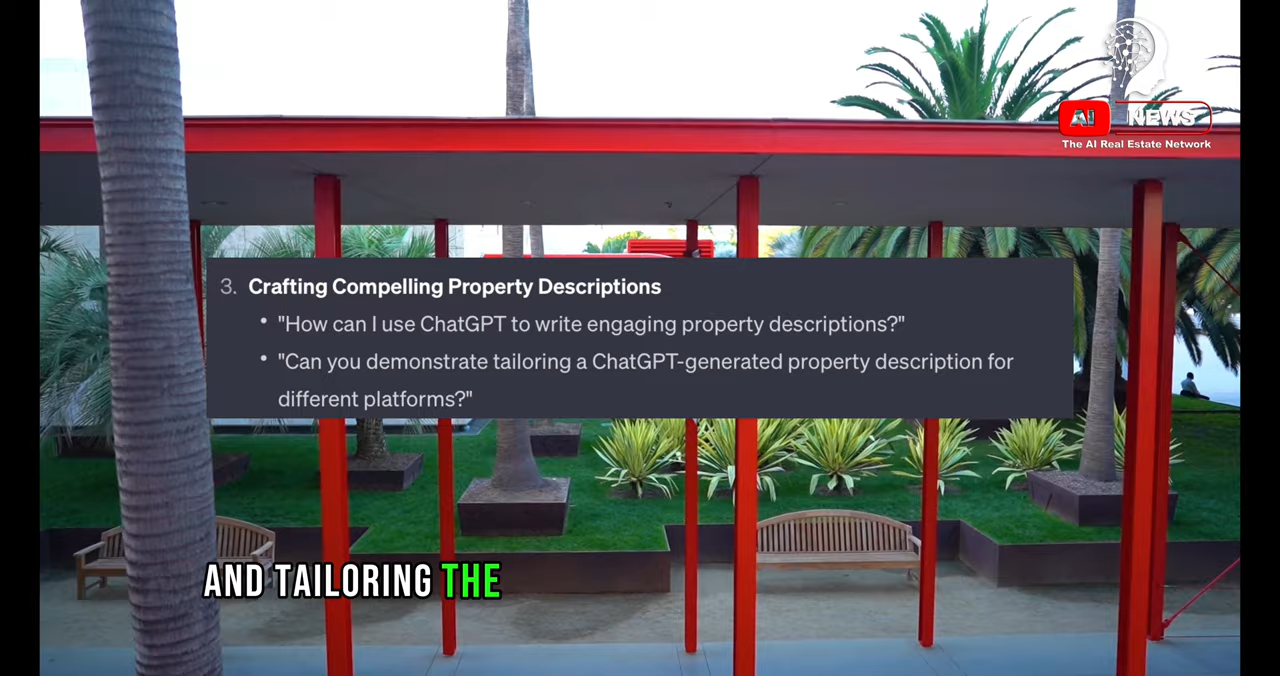 AI NEWS
The AI Real Estate Network
3. Crafting Compelling Property Descriptions
• "How can I use ChatGPT to write engaging property descriptions?"
• "Can you demonstrate tailoring a ChatGPT-generated property description for
different platforms?"
AND TAILORING THE